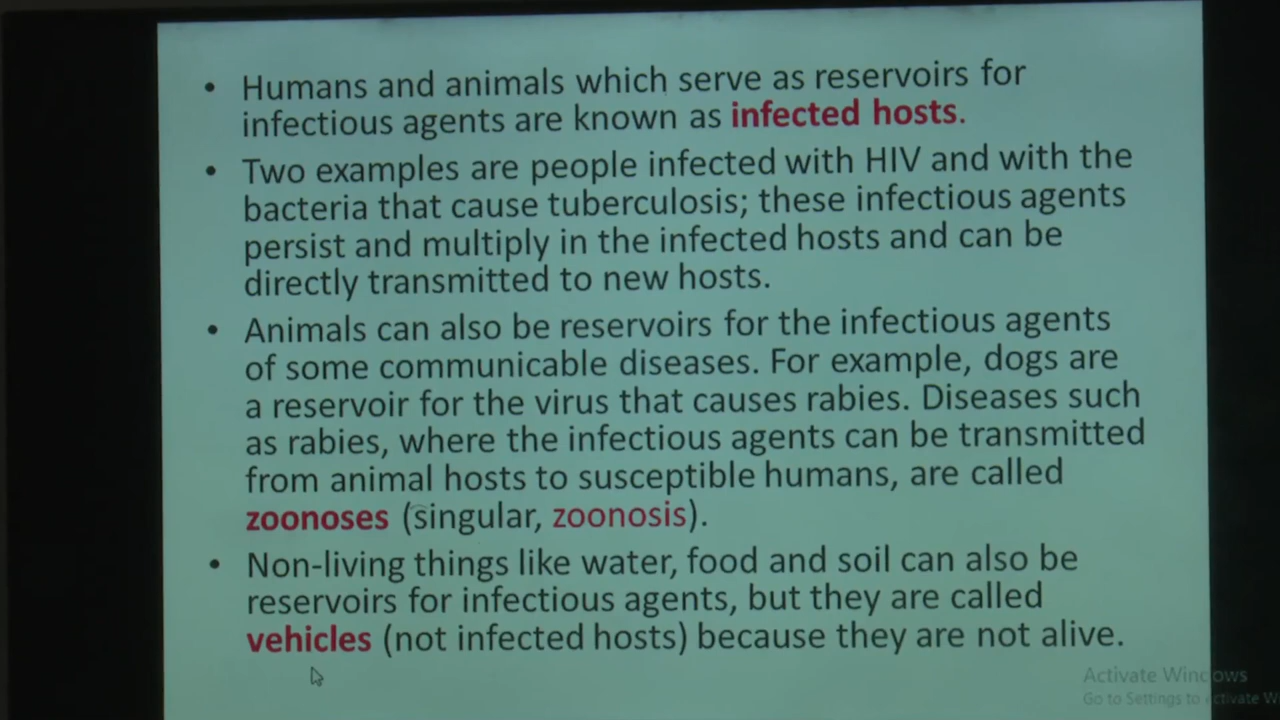 • Humans and animals which serve as reservoirs for
infectious agents are known as infected hosts.
• Two examples are people infected with HIV and with the
bacteria that cause tuberculosis; these infectious agents
persist and multiply in the infected hosts and can be
directly transmitted to new hosts.
• Animals can also be reservoirs for the infectious agents
of some communicable diseases. For example, dogs are
a reservoir for the virus that causes rabies. Diseases such
as rabies, where the infectious agents can be transmitted
from animal hosts to susceptible humans, are called
zoonoses (singular, zoonosis).
• Non-living things like water, food and soil can also be
reservoirs for infectious agents, but they are called
vehicles (not infected hosts) because they are not alive.
Activate Windows
Go to Settings to activate W